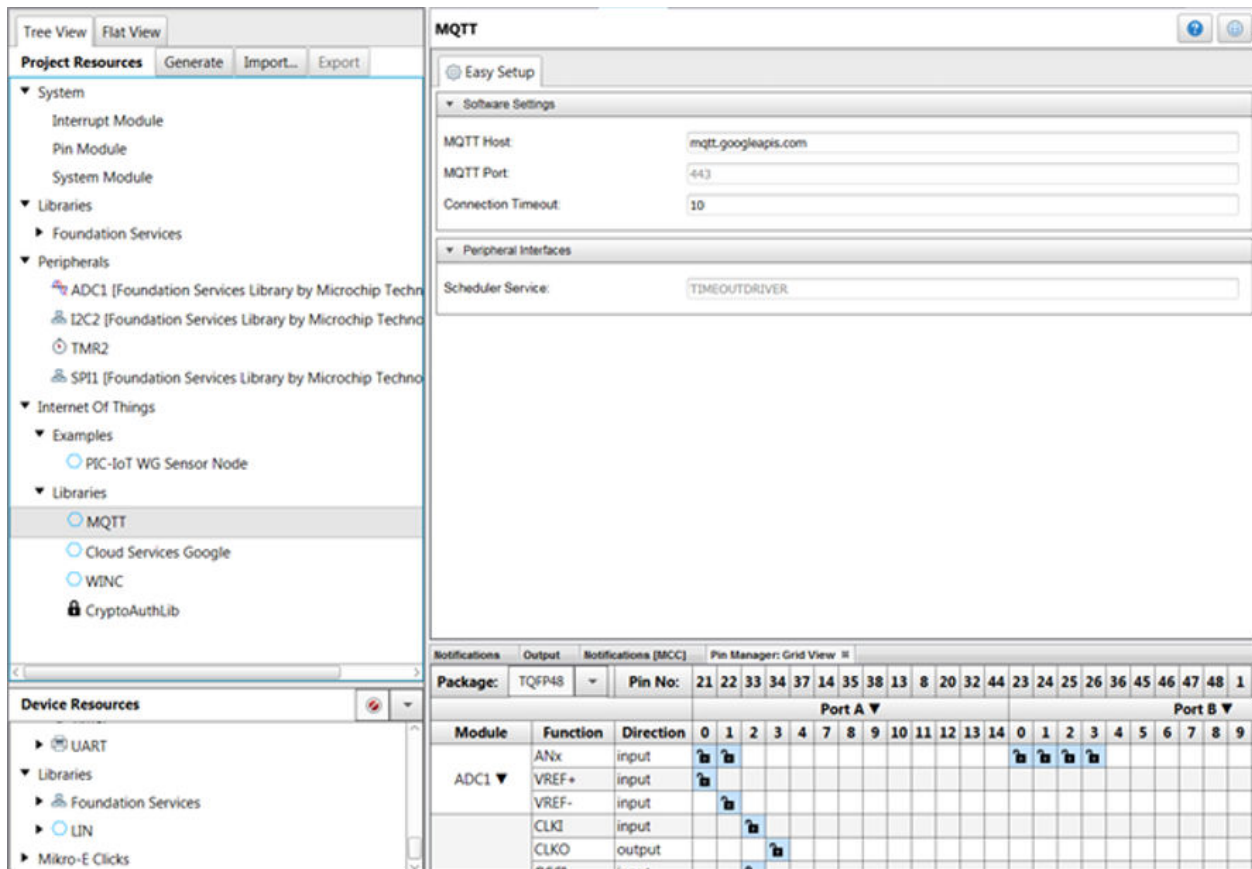 Tree View Flat View
Project Resources Generate Import... Export
System
Interrupt Module
Pin Module
System Module
Libraries
Foundation Services
Peripherals
ADC1 [Foundation Services Library by Microchip Techn
I2C2 [Foundation Services Library by Microchip Techno
TMR2
SPI1 [Foundation Services Library by Microchip Techno
Internet Of Things
Examples
PIC-IoT WG Sensor Node
Libraries
MQTT
Cloud Services Google
WINC
CryptoAuthLib
Device Resources
UART
Libraries
Foundation Services
LIN
Mikro-E Clicks
MQTT
Easy Setup
Software Settings
MQTT Host: mqtt.googleapis.com
MQTT Port: 443
Connection Timeout: 10
Peripheral Interfaces
Scheduler Service: TIMEOUTDRIVER
Notifications Output Notifications [MCC] Pin Manager: Grid View
Package: TQFP48 Pin No: 21 22 33 34 37 14 35 38 13 8 20 32 44 23 24 25 26 36 45 46 47 48 1
Port A ▼ Port B ▼
Module Function Direction 0 1 2 3 4 7 8 9 10 11 12 13 14 0 1 2 3 4 5 6 7 8 9
ADC1 ▼
ANx input
VREF+ input
VREF- input
CLKI input
CLKO output